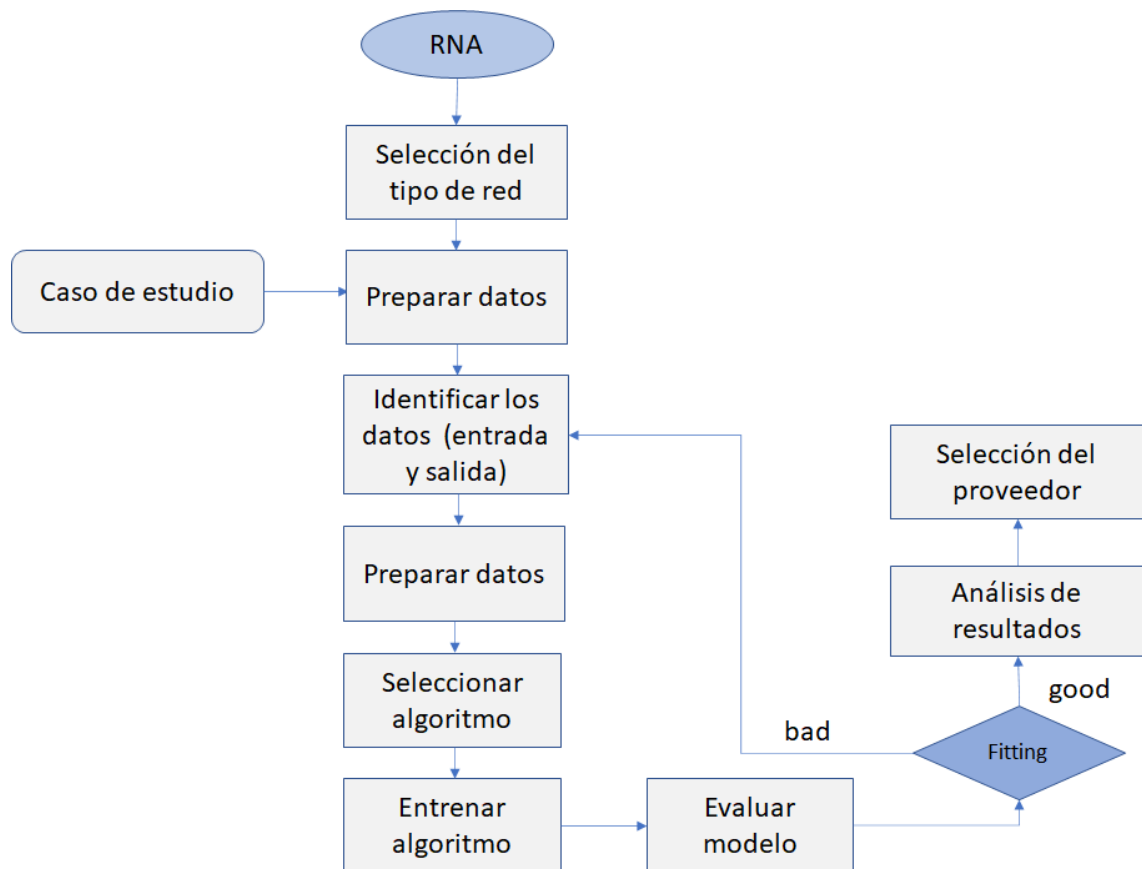 RNA
Selección del
tipo de red
Caso de estudio
Preparar datos
Identificar los
datos (entrada
y salida)
Preparar datos
Seleccionar
algoritmo
Entrenar
algoritmo
Evaluar
modelo
Fitting
bad
good
Análisis de
resultados
Selección del
proveedor